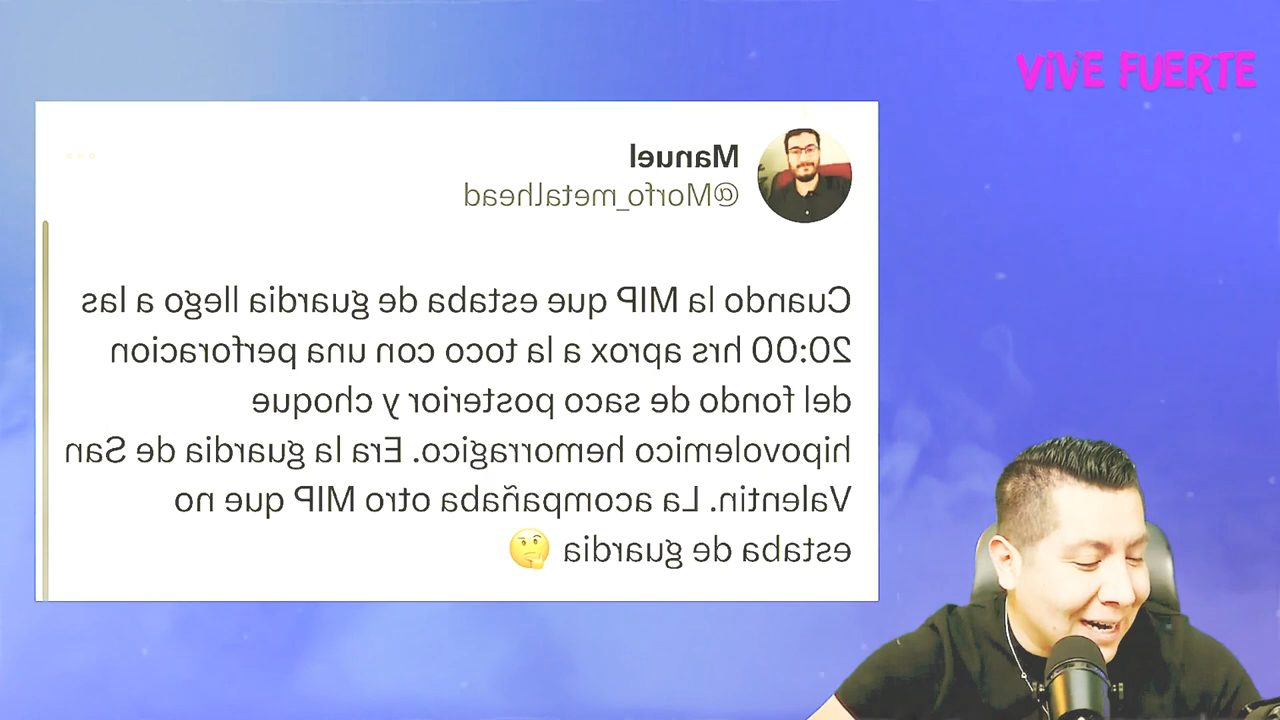 VIVE FUERTE
Manuel
@Morfo_metalhead
Cuando la MIP que estaba de guardia llego a las
20:00 hrs aprox a la toco con una perforacion
del fondo de saco posterior y choque
hipovolemico hemorragico. Era la guardia de San
Valentin. La acompañaba otro MIP que no
estaba de guardia 🤔